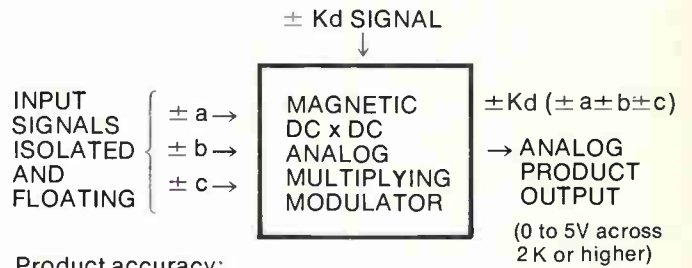 ± Kd SIGNAL
↓
INPUT
SIGNALS
ISOLATED
AND
FLOATING
± a →
± b →
± c →
MAGNETIC
DC x DC
ANALOG
MULTIPLYING
MODULATOR
±Kd (±a±b±c)
→ ANALOG
PRODUCT
OUTPUT
(0 to 5V across
2 K or higher)
Product accuracy: